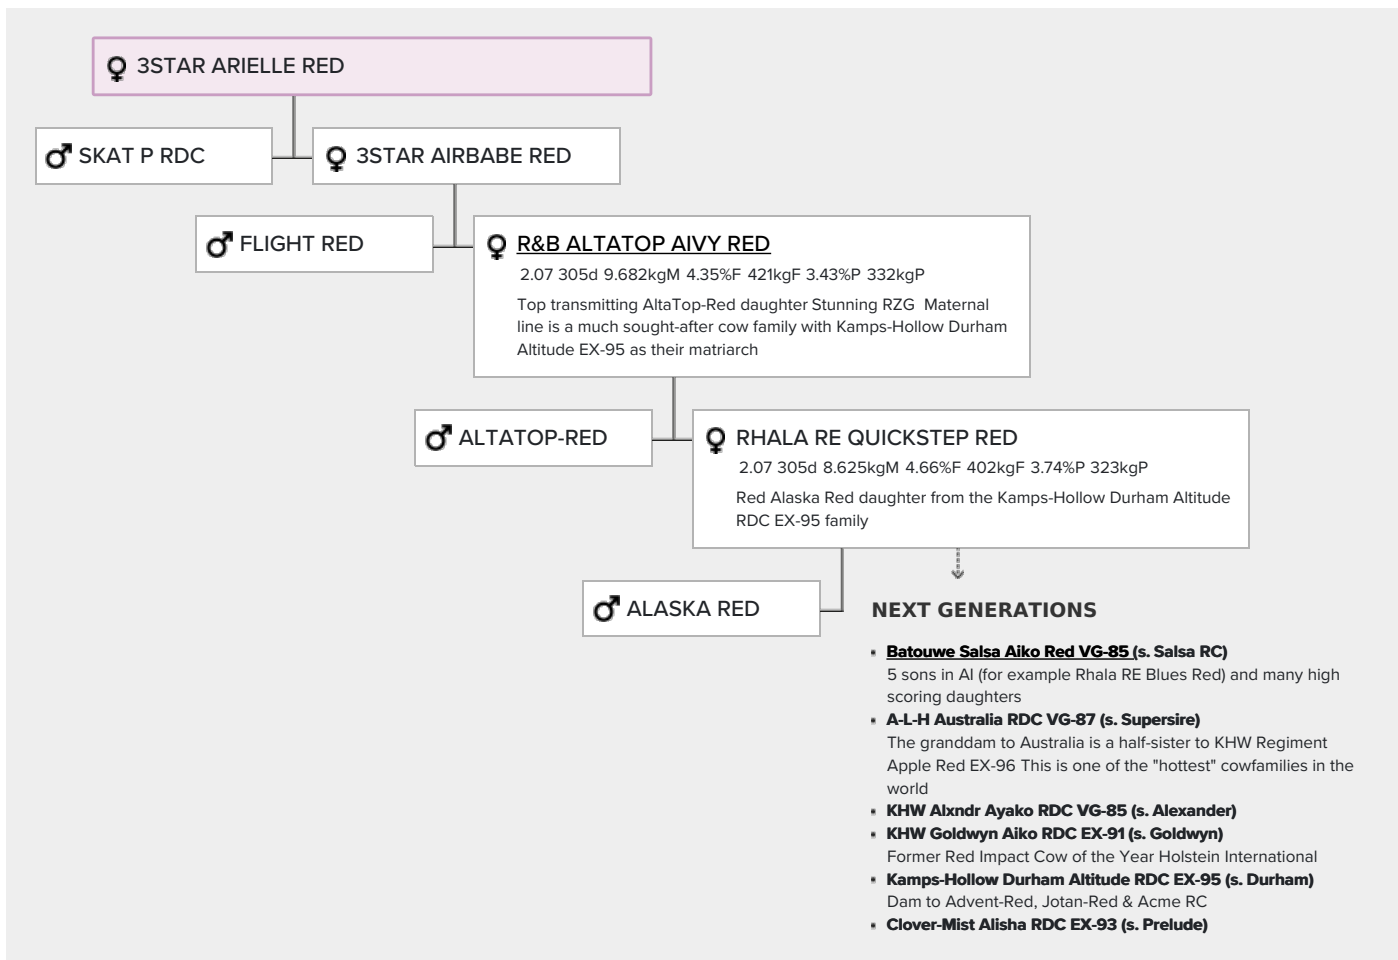 3STAR ARIELLE RED
SKAT P RDC
3STAR AIRBABE RED
FLIGHT RED
R&B ALTATOP AIVY RED
2.07 305d 9.682kgM 4.35%F 421kgF 3.43%P 332kgP
Top transmitting AltaTop-Red daughter Stunning RZG Maternal
line is a much sought-after cow family with Kamps-Hollow Durham
Altitude EX-95 as their matriarch
ALTATOP-RED
RHALA RE QUICKSTEP RED
2.07 305d 8.625kgM 4.66%F 402kgF 3.74%P 323kgP
Red Alaska Red daughter from the Kamps-Hollow Durham Altitude
RDC EX-95 family
ALASKA RED
NEXT GENERATIONS
Batouwe Salsa Aiko Red VG-85 (s. Salsa RC)
5 sons in AI (for example Rhala RE Blues Red) and many high
scoring daughters
A-L-H Australia RDC VG-87 (s. Supersire)
The granddam to Australia is a half-sister to KHW Regiment
Apple Red EX-96 This is one of the "hottest" cowfamilies in the
world
KHW Alxndr Ayako RDC VG-85 (s. Alexander)
KHW Goldwyn Aiko RDC EX-91 (s. Goldwyn)
Former Red Impact Cow of the Year Holstein International
Kamps-Hollow Durham Altitude RDC EX-95 (s. Durham)
Dam to Advent-Red, Jotan-Red & Acme RC
Clover-Mist Alisha RDC EX-93 (s. Prelude)